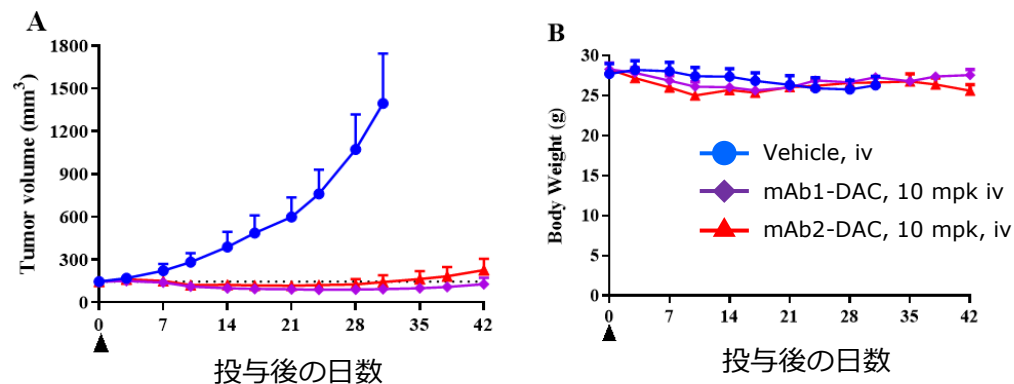 A
Tumor volume (mm3)
1800
1500
1200
900
600
300
0
0 7 14 21 28 35 42
投与後の日数
B
Body Weight (g)
30
25
20
15
10
5
0
Vehicle, iv
mAb1-DAC, 10 mpk iv
mAb2-DAC, 10 mpk, iv
0 7 14 21 28 35 42
投与後の日数